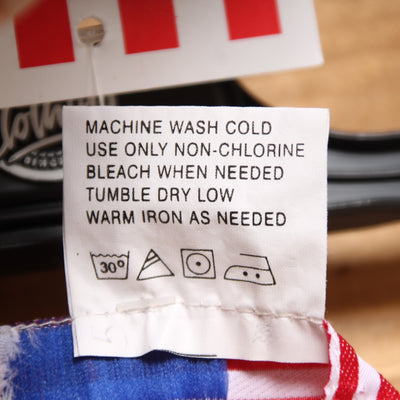 MACHINE WASH COLD
USE ONLY NON-CHLORINE
BLEACH WHEN NEEDED
TUMBLE DRY LOW
WARM IRON AS NEEDED
30°